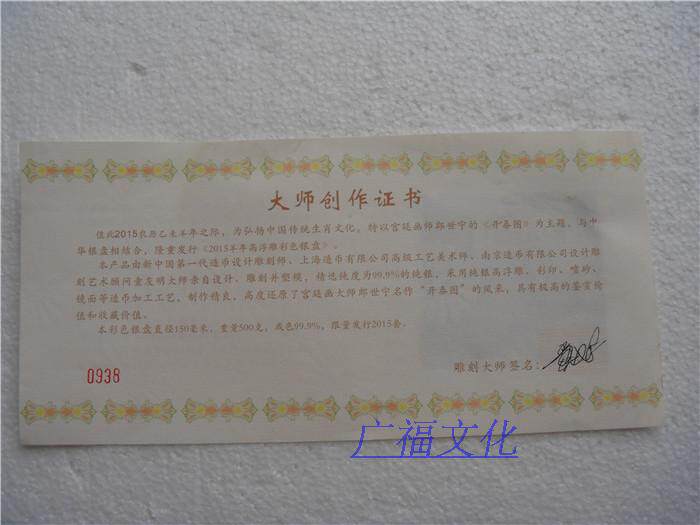 大师创作证书
值此2015农历乙未羊年之际，为弘扬中国传统生肖文化，特以宫廷画师郎世宁的《开泰图》为主题，与中
华银盘相结合，隆重发行《2015羊年高浮雕彩色银盘》。
本产品由新中国第一代造币设计雕刻师、上海造币有限公司高级工艺美术师、南京造币有限公司设计雕
刻艺术顾问童友明大师亲自设计、雕刻并塑模，精选纯度为99.9%的纯银，采用纯银高浮雕、彩印、喷砂、
镜面等造币加工工艺，制作精良，高度还原了宫廷画大师郎世宁名作“开泰图”的风采，具有极高的鉴赏价
值和收藏价值。
本彩色银盘直径150毫米，重量500克，成色99.9%，限量发行2015套。
0938
雕刻大师签名：
广福文化